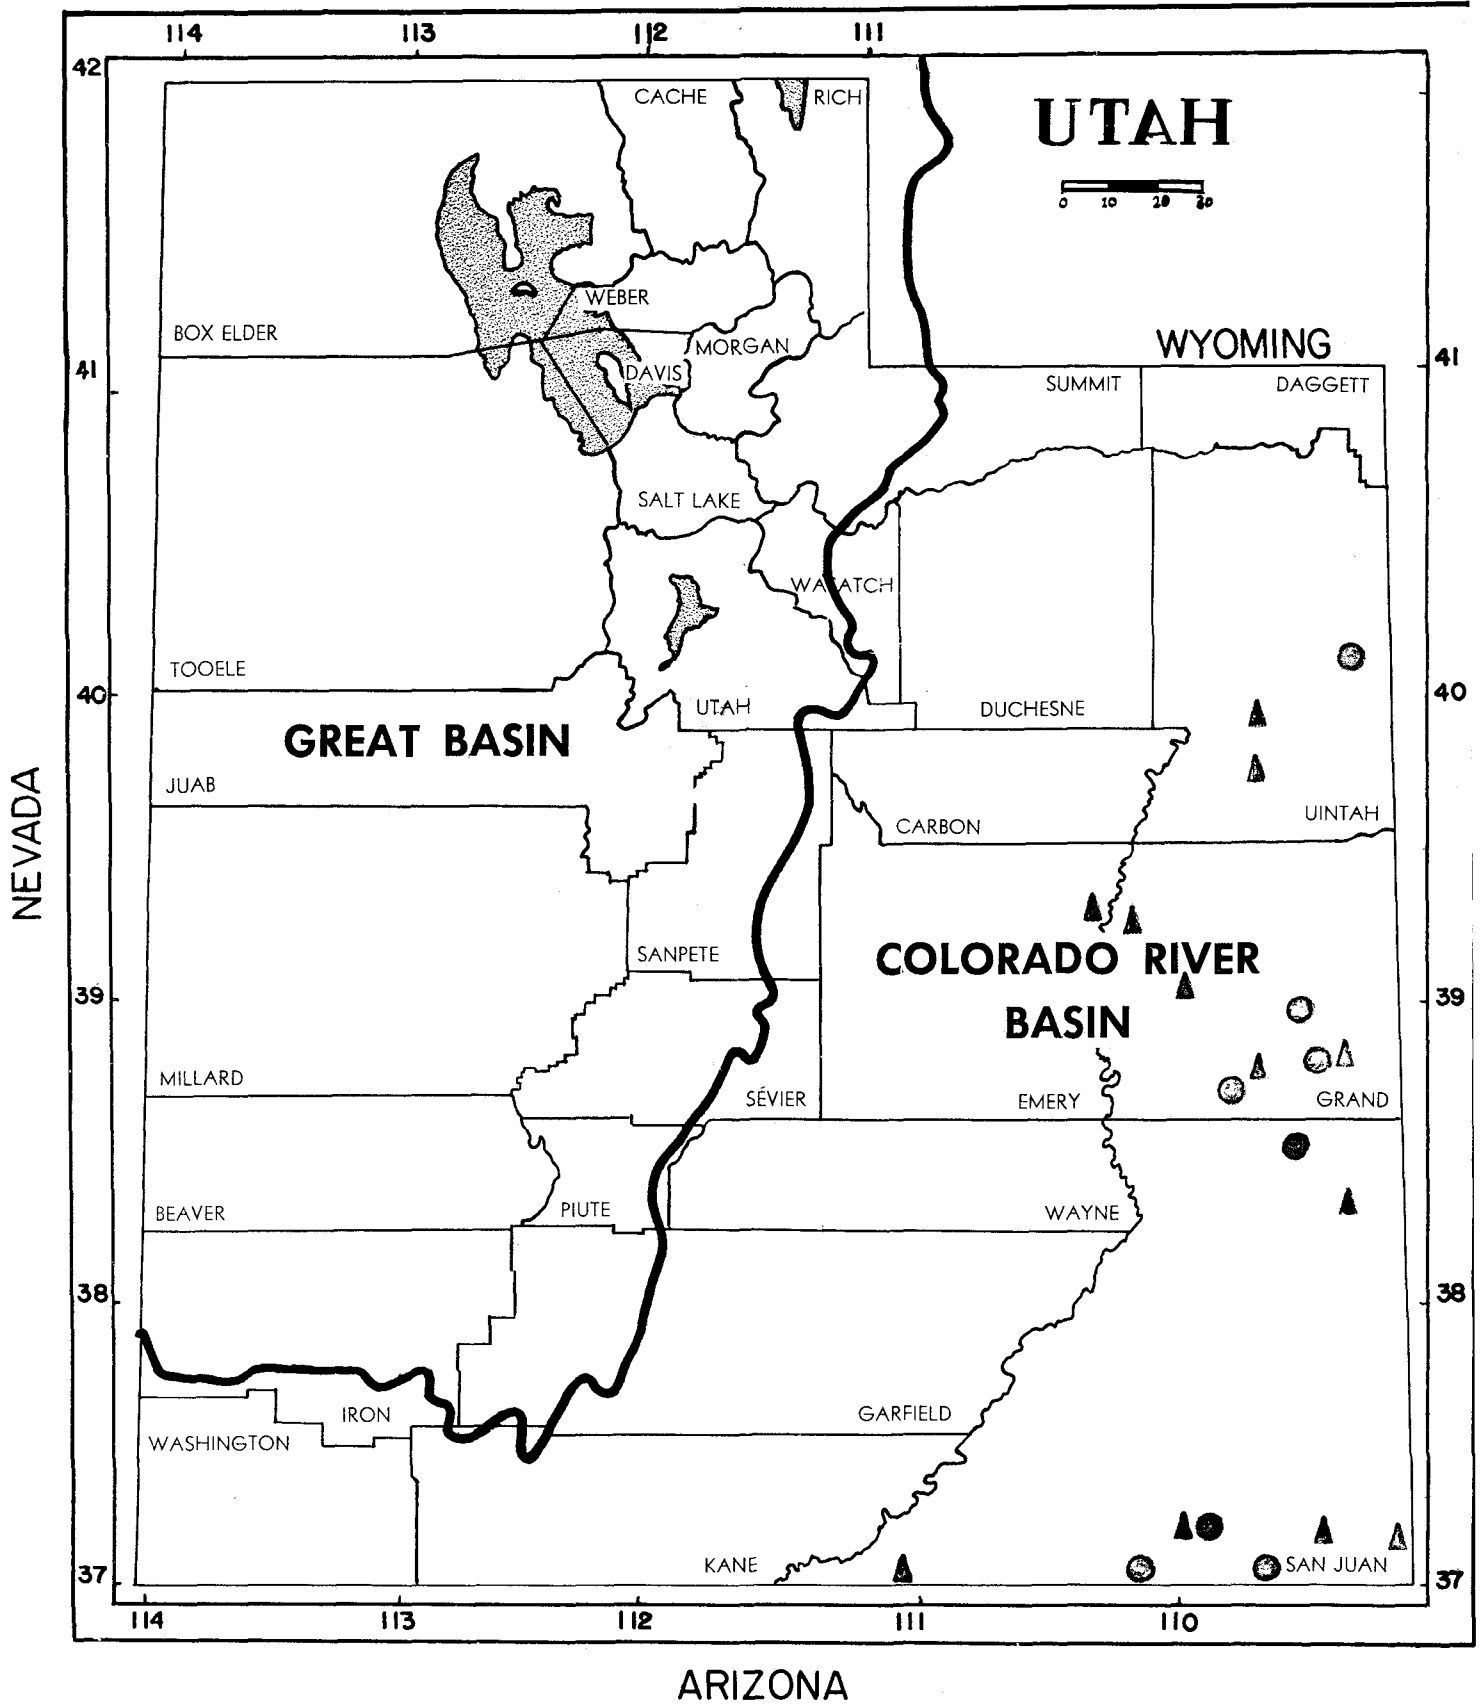 114 113 112 111
42
CACHE RICH
UTAH
0 10 20 30
WEBER
BOX ELDER
MORGAN
WYOMING
41 41
DAVIS
SUMMIT DAGGETT
SALT LAKE
WASATCH
TOOELE
40 40
UTAH DUCHESNE
GREAT BASIN
JUAB
NEVADA
CARBON UINTAH
SANPETE
COLORADO RIVER
BASIN
39 39
MILLARD
SÉVIER EMERY GRAND
BEAVER PIUTE WAYNE
38 38
IRON GARFIELD
WASHINGTON
KANE SAN JUAN
37 37
114 113 112 111 110
ARIZONA